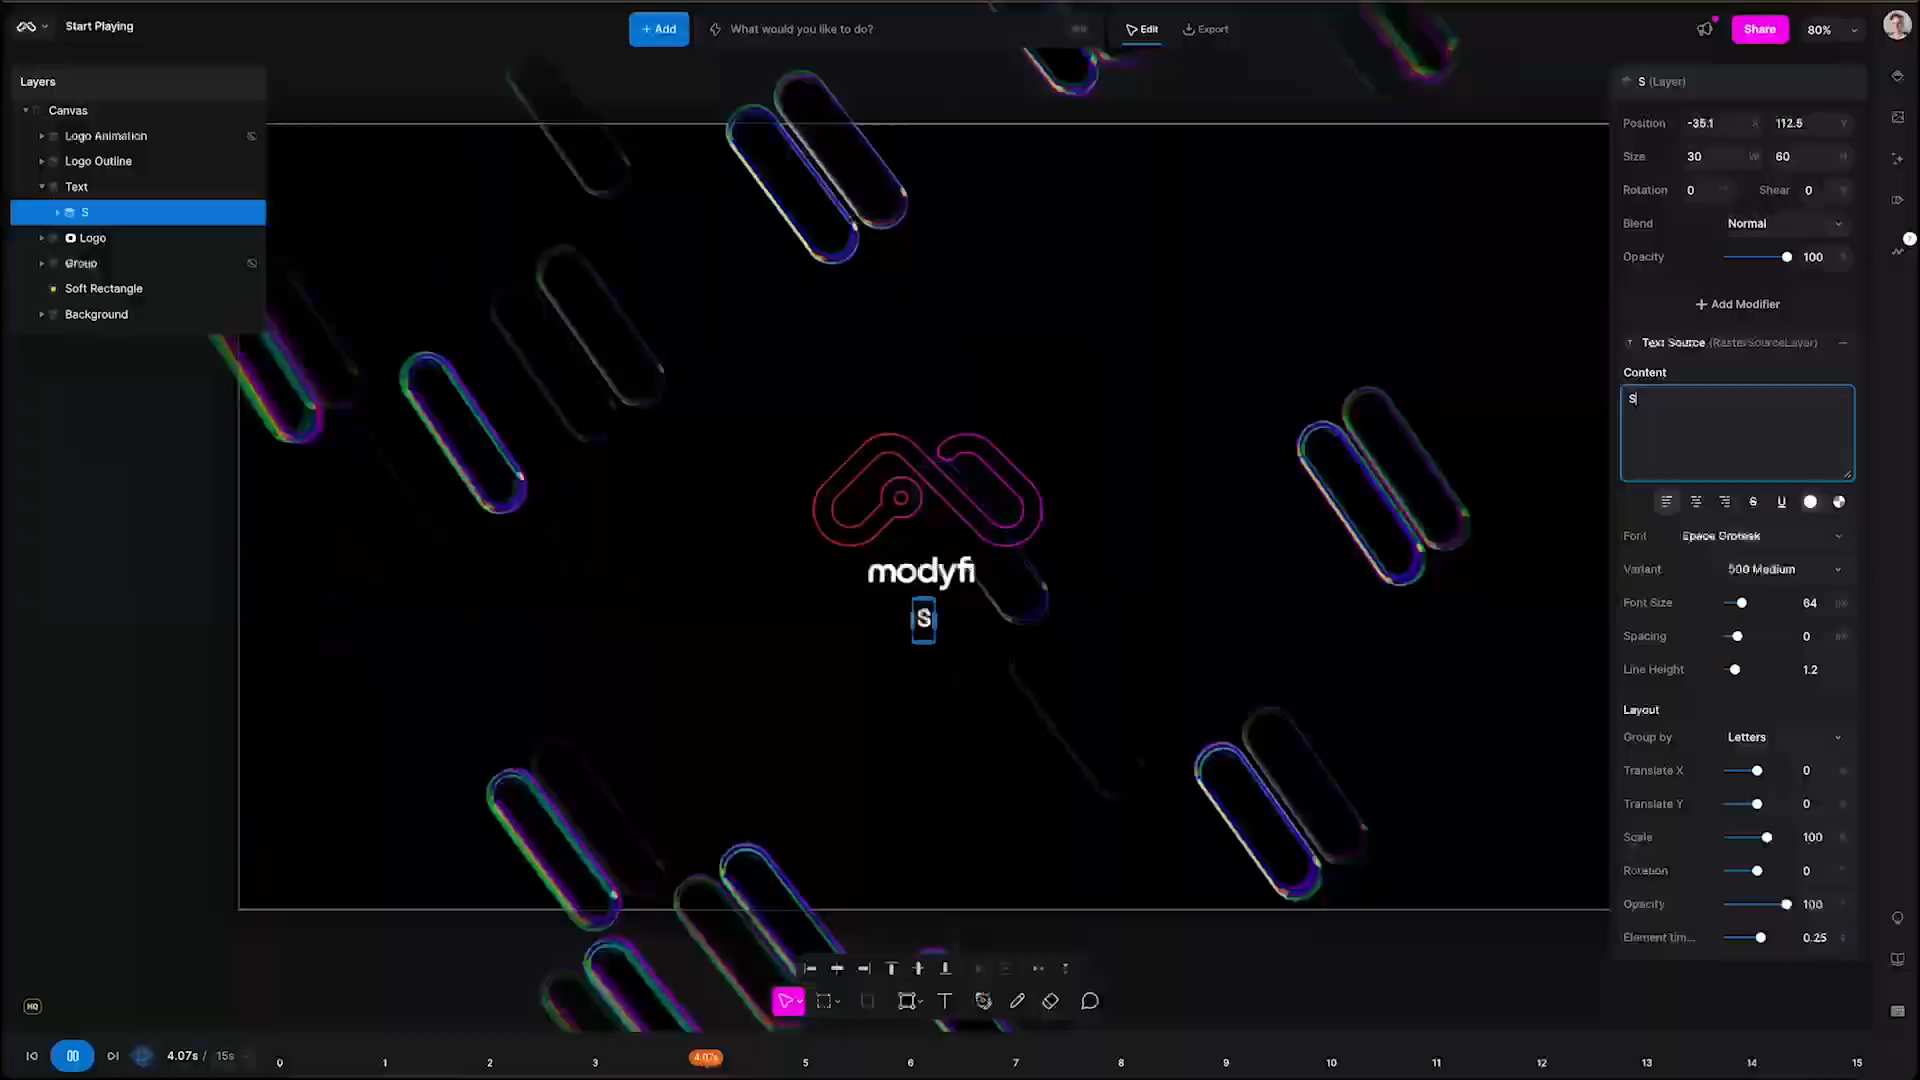 Start Playing
+ Add
What would you like to do?
Edit
Export
Share
80%
Layers
Canvas
Logo Animation
Logo Outline
Text
S
Logo
Group
Soft Rectangle
Background
modyfi
S
S (Layer)
Position -35.1 X 112.5 Y
Size 30 W 60 H
Rotation 0 Shear 0
Blend Normal
Opacity 100
+ Add Modifier
Text Source (RasterSourceLayer)
Content
S
Font Space Grotesk
Variant 500 Medium
Font Size 64
Spacing 0
Line Height 1.2
Layout
Group by Letters
Translate X 0
Translate Y 0
Scale 100
Rotation 0
Opacity 100
Element tim... 0.25
HQ
4.07s / 15s
0 1 2 3 4.07s 5 6 7 8 9 10 11 12 13 14 15